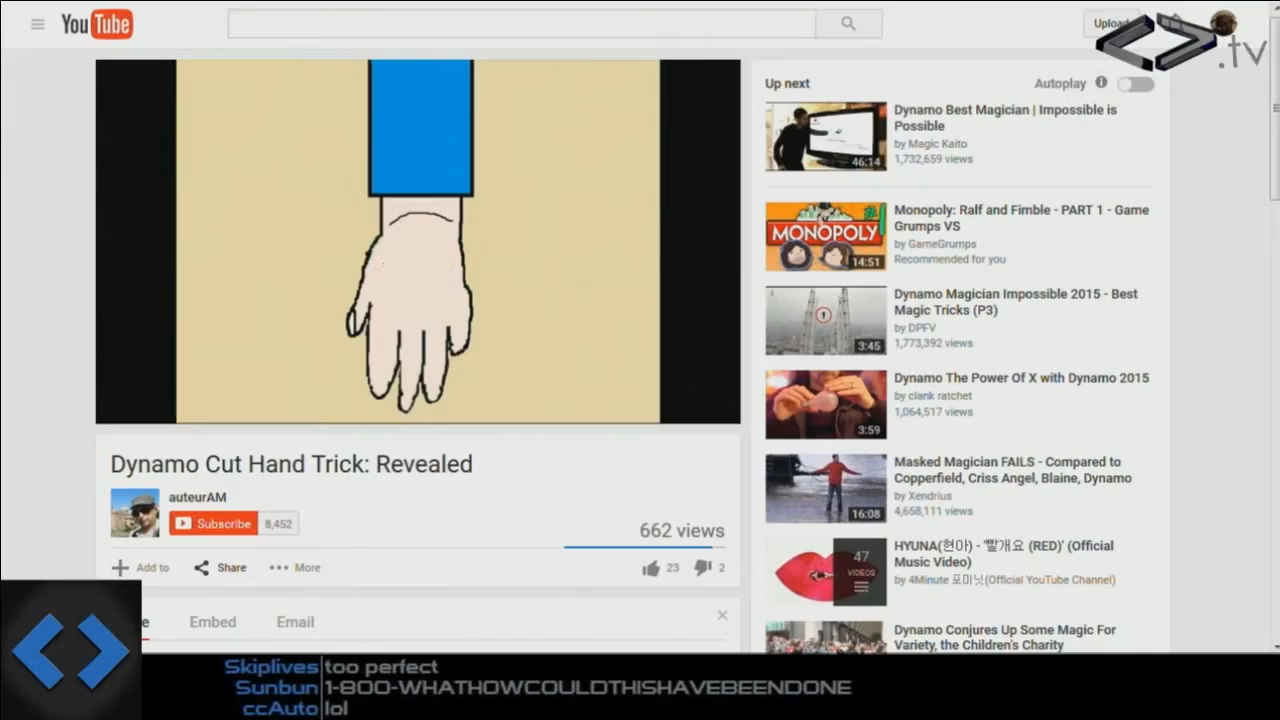 YouTube
Upload
.tv
Up next
Autoplay
46:14
Dynamo Best Magician | Impossible is
Possible
by Magic Kaito
1,732,659 views
#1
MONOPOLY
14:51
Monopoly: Ralf and Fimble - PART 1 - Game
Grumps VS
by GameGrumps
Recommended for you
3:45
Dynamo Magician Impossible 2015 - Best
Magic Tricks (P3)
by DPFV
1,773,392 views
3:59
Dynamo The Power Of X with Dynamo 2015
by clank ratchet
1,064,517 views
16:08
Masked Magician FAILS - Compared to
Copperfield, Criss Angel, Blaine, Dynamo
by Xendrius
4,658,111 views
47
VIDEOS
HYUNA(현아) - '빨개요 (RED)' (Official
Music Video)
by 4Minute 포미닛(Official YouTube Channel)
Dynamo Conjures Up Some Magic For
Variety, the Children's Charity
Dynamo Cut Hand Trick: Revealed
auteurAM
Subscribe 8,452
662 views
Add to Share More 23 2
e Embed Email
Skiplives too perfect
Sunbun 1-800-WHATHOWCOULDTHISHAVEBEENDONE
ccAuto lol